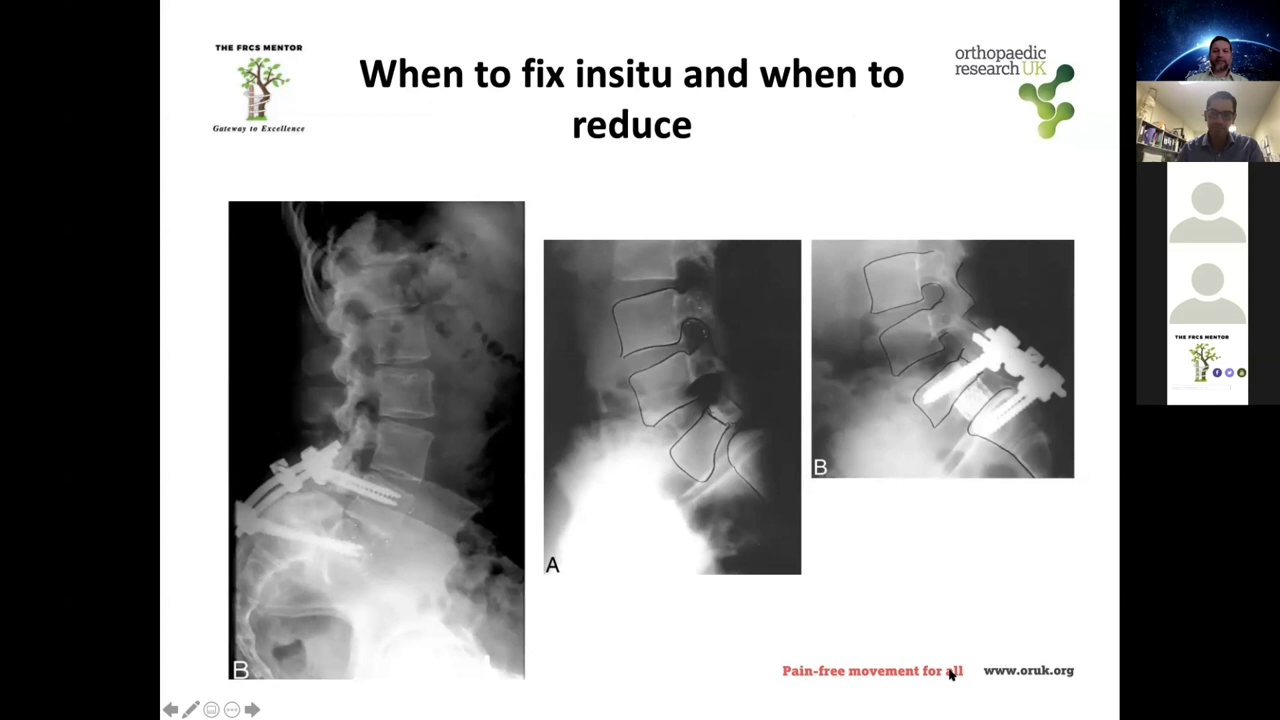 THE FRCS MENTOR
Gateway to Excellence
When to fix insitu and when to
reduce
orthopaedic
research UK
B
A
B
Pain-free movement for all
www.oruk.org
THE FRCS MENTOR